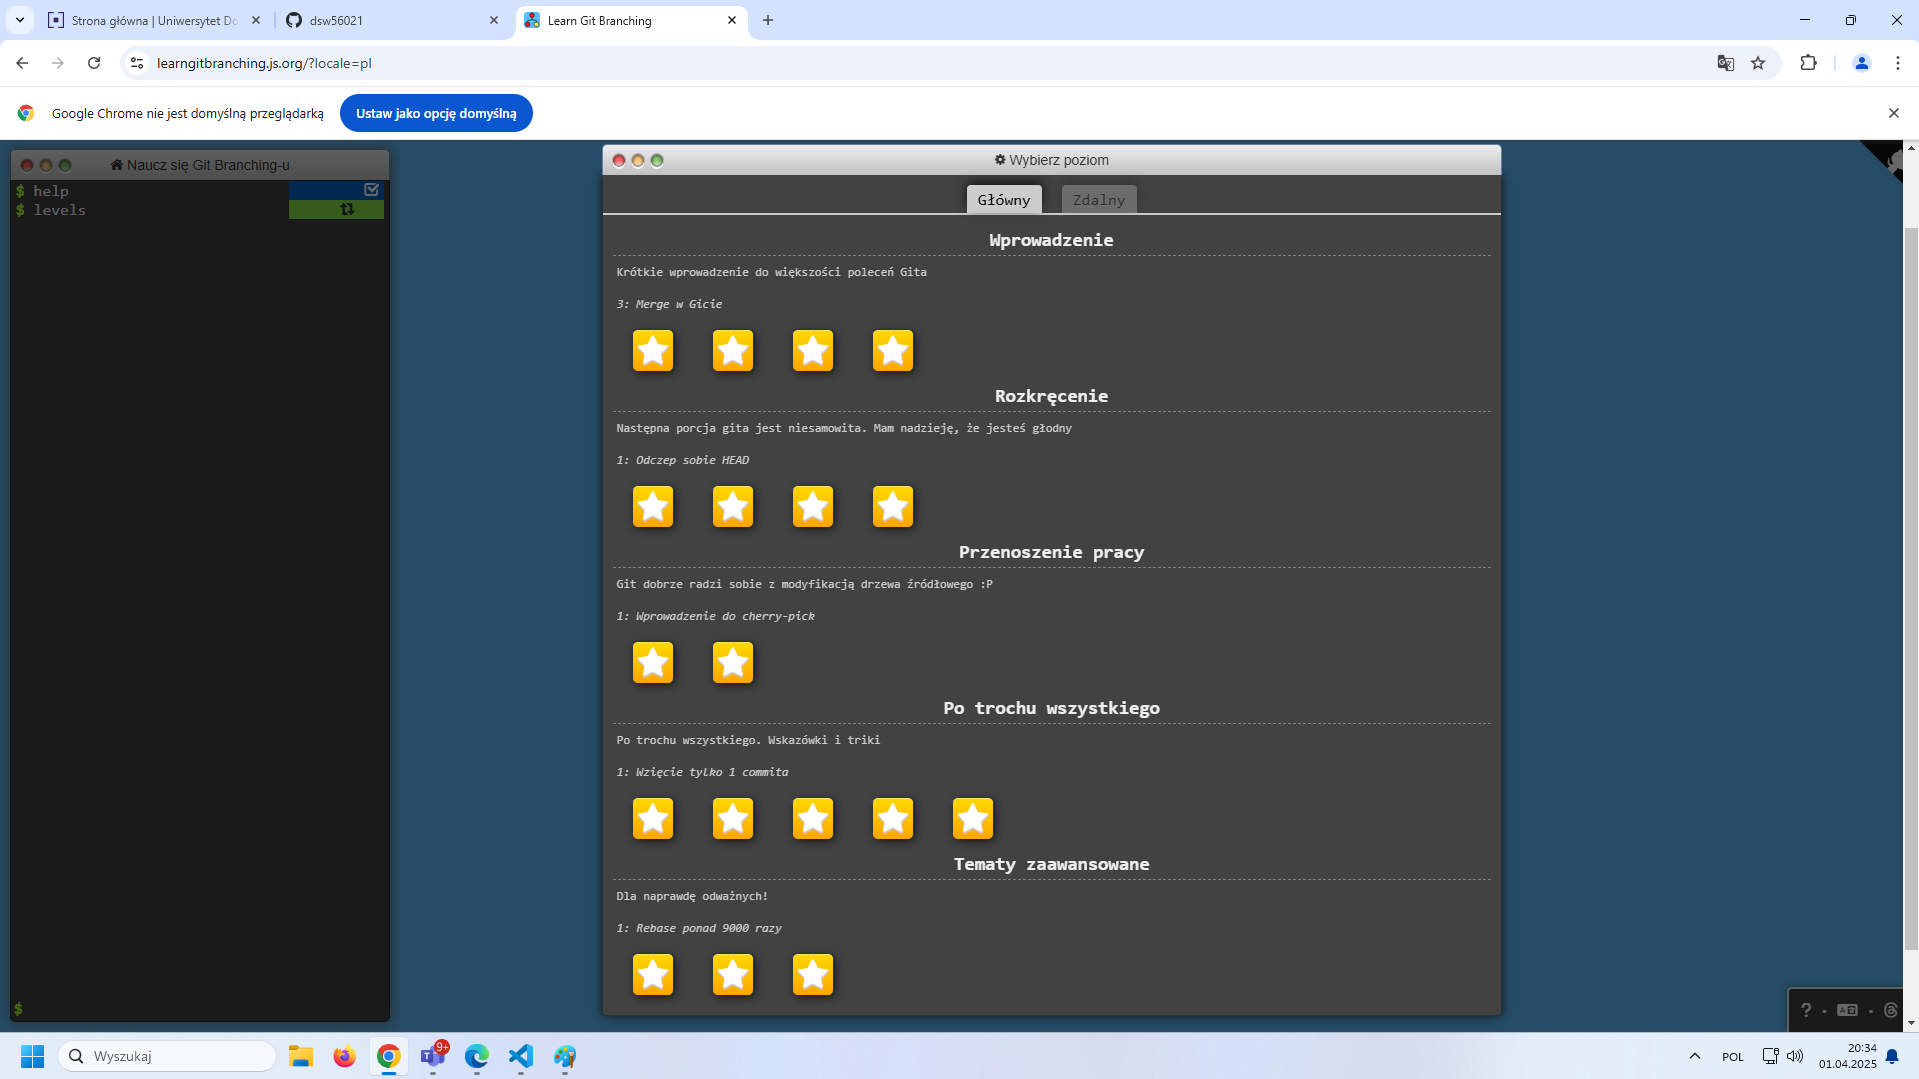 Strona główna | Uniwersytet Do
dsw56021
Learn Git Branching
learngitbranching.js.org/?locale=pl
Google Chrome nie jest domyślną przeglądarką
Ustaw jako opcję domyślną
Naucz się Git Branching-u
$ help
$ levels
$
Wybierz poziom
Główny
Zdalny
Wprowadzenie
Krótkie wprowadzenie do większości poleceń Gita
3: Merge w Gicie
Rozkręcenie
Następna porcja gita jest niesamowita. Mam nadzieję, że jesteś głodny
1: Odczep sobie HEAD
Przenoszenie pracy
Git dobrze radzi sobie z modyfikacją drzewa źródłowego :P
1: Wprowadzenie do cherry-pick
Po trochu wszystkiego
Po trochu wszystkiego. Wskazówki i triki
1: Wzięcie tylko 1 commita
Tematy zaawansowane
Dla naprawdę odważnych!
1: Rebase ponad 9000 razy
?
Wyszukaj
9+
POL
20:34
01.04.2025